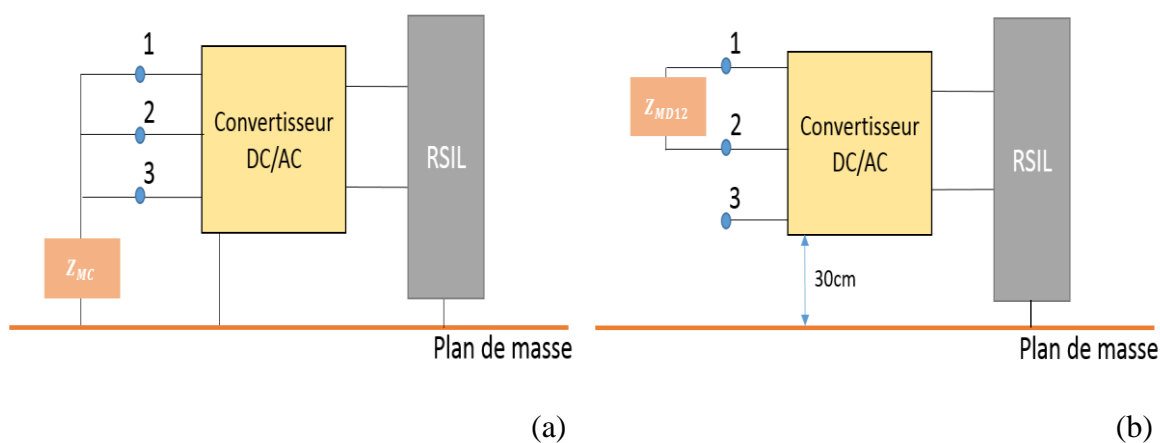 1
2
3
Z_MC
Convertisseur
DC/AC
RSIL
Plan de masse
(a)
1
2
3
Z_MD12
Convertisseur
DC/AC
RSIL
30cm
Plan de masse
(b)